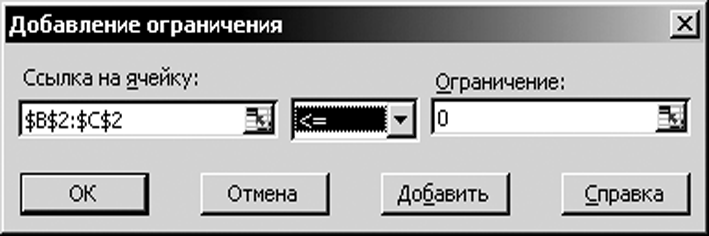 Добавление ограничения
Ссылка на ячейку:
Ограничение:
$B$2:$C$2
<=
0
ОК
Отмена
Добавить
Справка